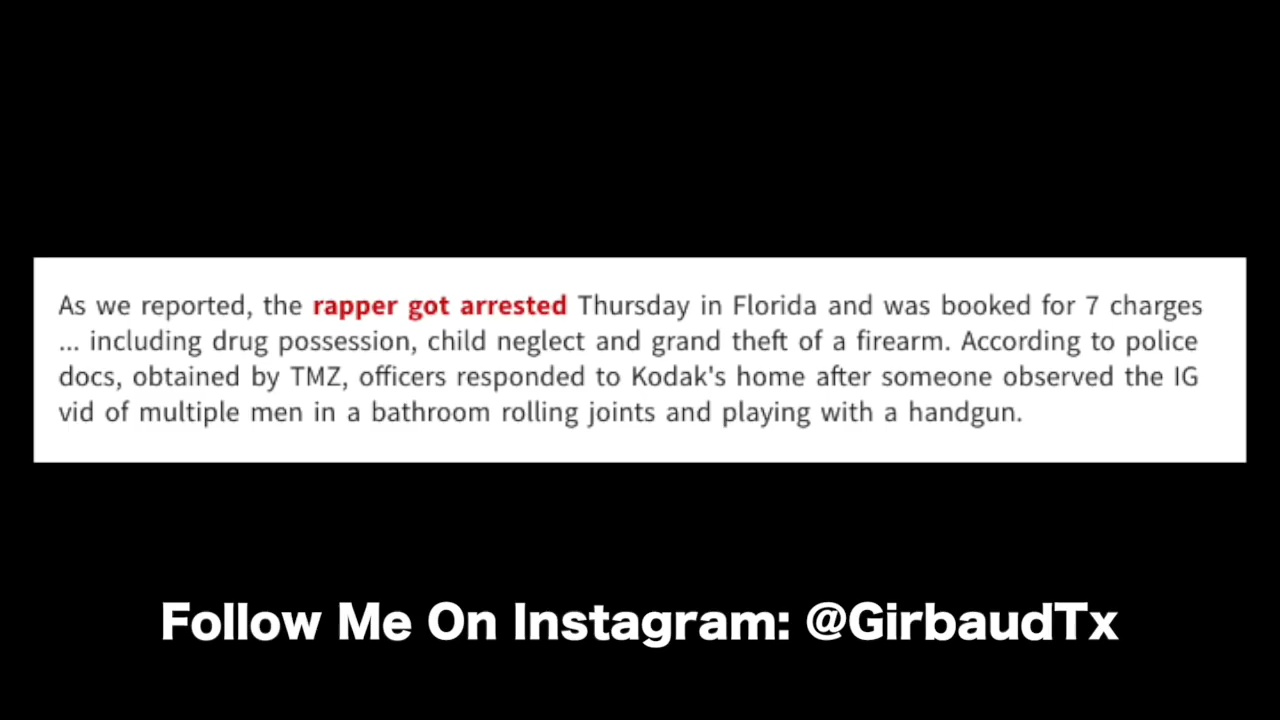 As we reported, the rapper got arrested Thursday in Florida and was booked for 7 charges
... including drug possession, child neglect and grand theft of a firearm. According to police
docs, obtained by TMZ, officers responded to Kodak's home after someone observed the IG
vid of multiple men in a bathroom rolling joints and playing with a handgun.
Follow Me On Instagram: @GirbaudTx